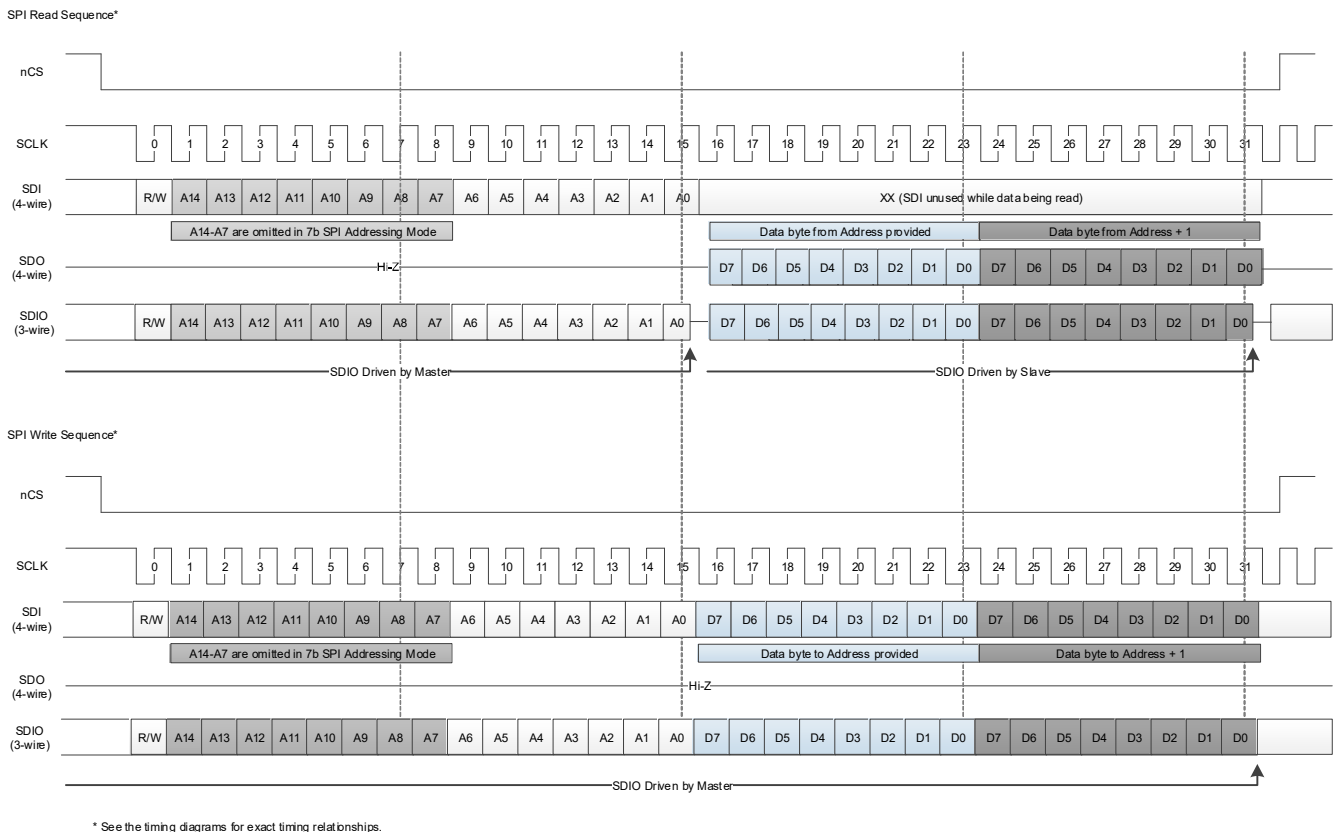 SPI Read Sequence*
nCS
SCLK
0 1 2 3 4 5 6 7 8 9 10 11 12 13 14 15 16 17 18 19 20 21 22 23 24 25 26 27 28 29 30 31
SDI
(4-wire)
R/W A14 A13 A12 A11 A10 A9 A8 A7 A6 A5 A4 A3 A2 A1 A0 XX (SDI unused while data being read)
A14-A7 are omitted in 7b SPI Addressing Mode Data byte from Address provided Data byte from Address + 1
SDO
(4-wire)
Hi-Z D7 D6 D5 D4 D3 D2 D1 D0 D7 D6 D5 D4 D3 D2 D1 D0
SDIO
(3-wire)
R/W A14 A13 A12 A11 A10 A9 A8 A7 A6 A5 A4 A3 A2 A1 A0 D7 D6 D5 D4 D3 D2 D1 D0 D7 D6 D5 D4 D3 D2 D1 D0
SDIO Driven by Master SDIO Driven by Slave
SPI Write Sequence*
nCS
SCLK
0 1 2 3 4 5 6 7 8 9 10 11 12 13 14 15 16 17 18 19 20 21 22 23 24 25 26 27 28 29 30 31
SDI
(4-wire)
R/W A14 A13 A12 A11 A10 A9 A8 A7 A6 A5 A4 A3 A2 A1 A0 D7 D6 D5 D4 D3 D2 D1 D0 D7 D6 D5 D4 D3 D2 D1 D0
A14-A7 are omitted in 7b SPI Addressing Mode Data byte to Address provided Data byte to Address + 1
SDO
(4-wire)
Hi-Z
SDIO
(3-wire)
R/W A14 A13 A12 A11 A10 A9 A8 A7 A6 A5 A4 A3 A2 A1 A0 D7 D6 D5 D4 D3 D2 D1 D0 D7 D6 D5 D4 D3 D2 D1 D0
SDIO Driven by Master
* See the timing diagrams for exact timing relationships.